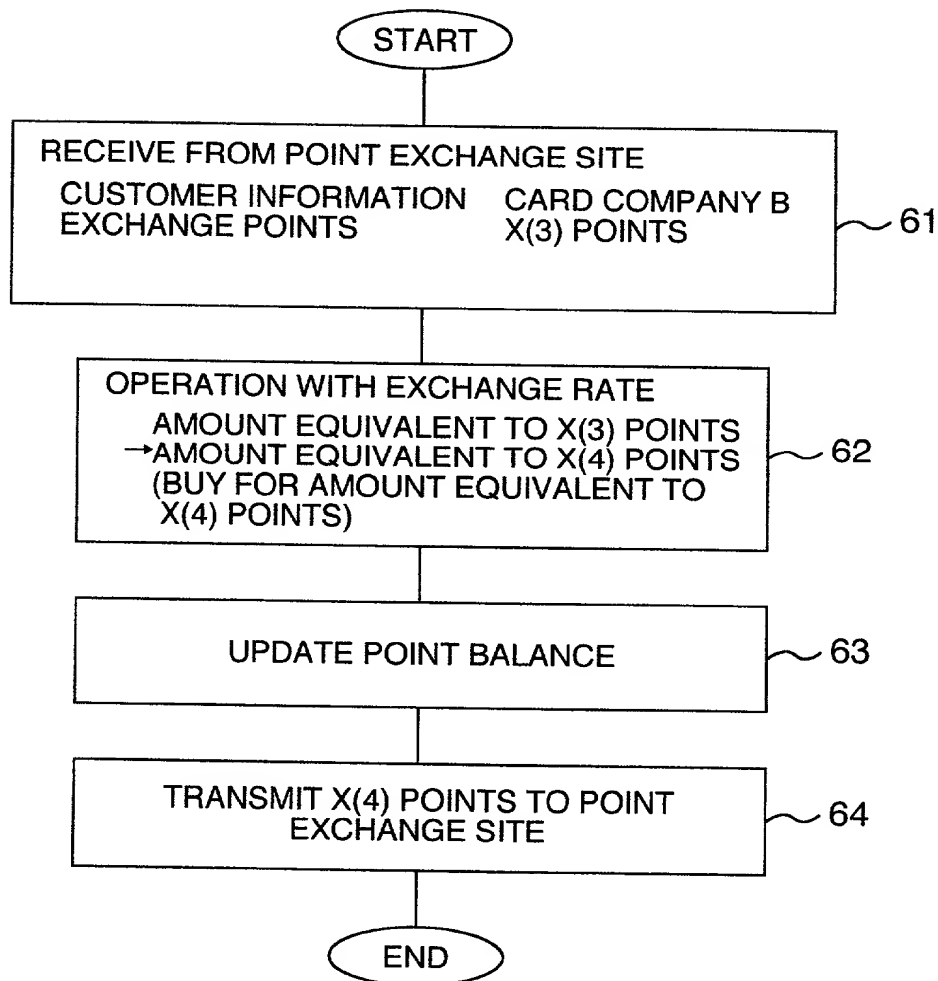 START
RECEIVE FROM POINT EXCHANGE SITE
CUSTOMER INFORMATION CARD COMPANY B
EXCHANGE POINTS X(3) POINTS
61
OPERATION WITH EXCHANGE RATE
AMOUNT EQUIVALENT TO X(3) POINTS
→AMOUNT EQUIVALENT TO X(4) POINTS
(BUY FOR AMOUNT EQUIVALENT TO
X(4) POINTS)
62
UPDATE POINT BALANCE
63
TRANSMIT X(4) POINTS TO POINT
EXCHANGE SITE
64
END